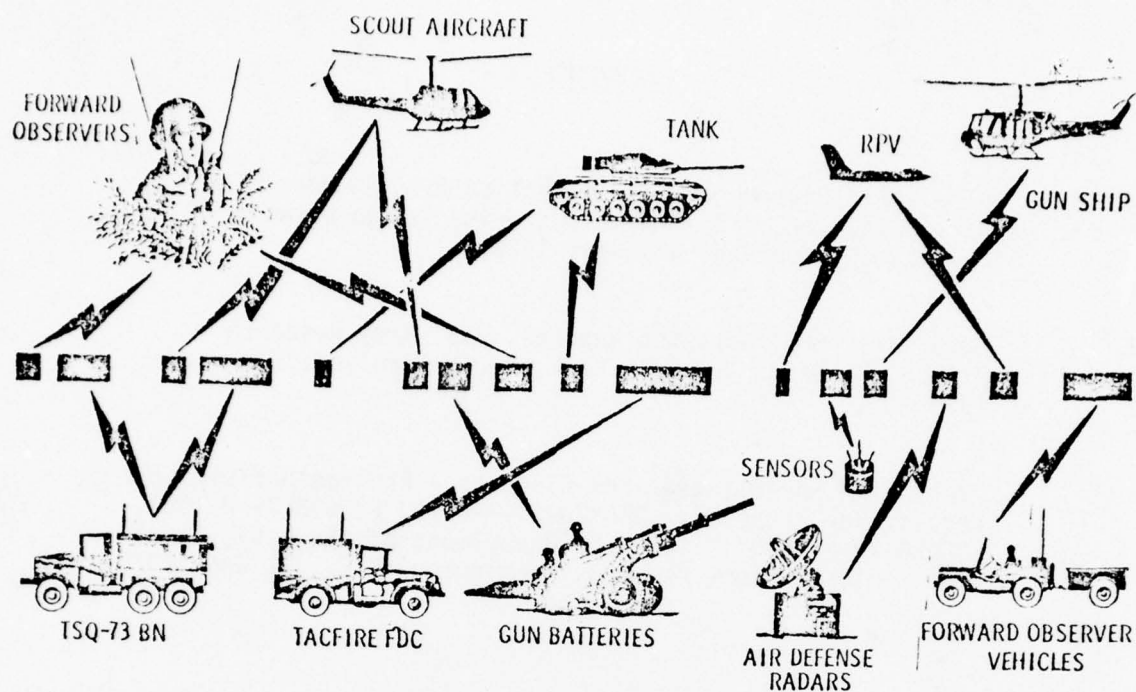 SCOUT AIRCRAFT
FORWARD
OBSERVERS
TANK
RPV
GUN SHIP
SENSORS
TSQ-73 BN
TACFIRE FDC
GUN BATTERIES
AIR DEFENSE
RADARS
FORWARD OBSERVER
VEHICLES